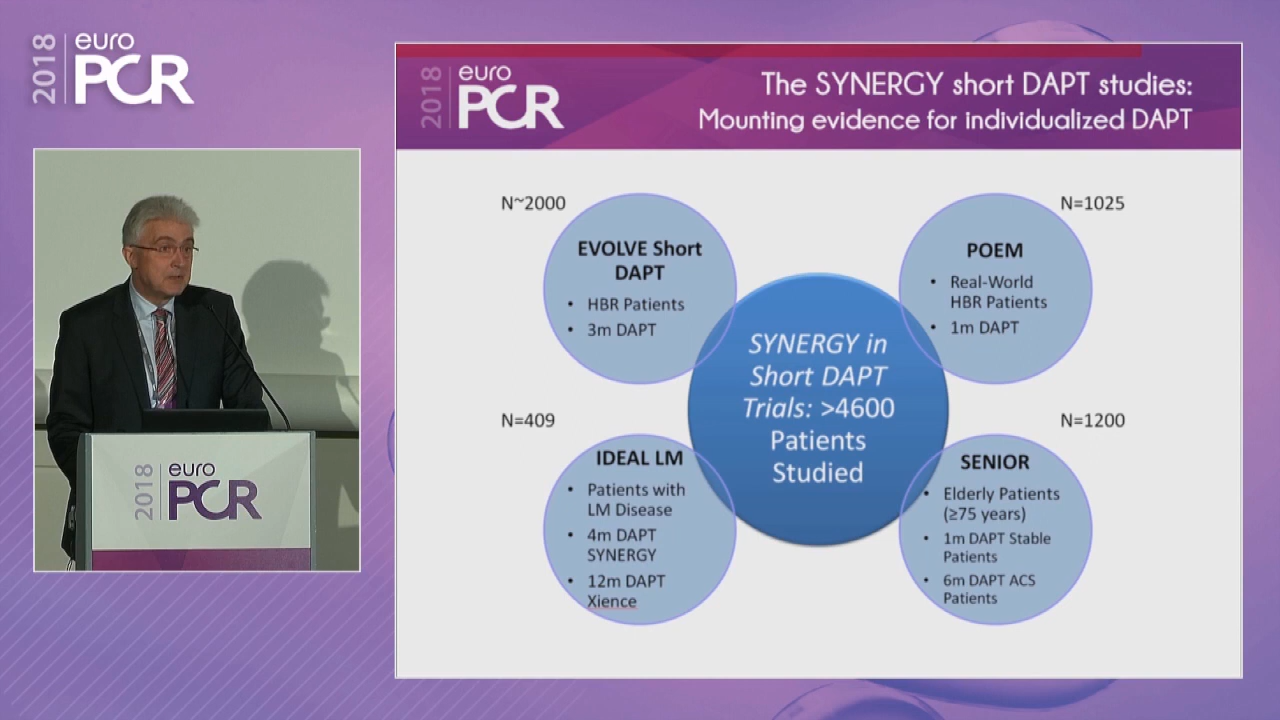 2018
euro
PCR
2018
euro
PCR
The SYNERGY short DAPT studies:
Mounting evidence for individualized DAPT
N~2000
EVOLVE Short
DAPT
• HBR Patients
• 3m DAPT
N=1025
POEM
• Real-World
HBR Patients
• 1m DAPT
SYNERGY in
Short DAPT
Trials: >4600
Patients
Studied
N=409
IDEAL LM
• Patients with
LM Disease
• 4m DAPT
SYNERGY
• 12m DAPT
Xience
N=1200
SENIOR
• Elderly Patients
(≥75 years)
• 1m DAPT Stable
Patients
• 6m DAPT ACS
Patients
2018
euro
PCR